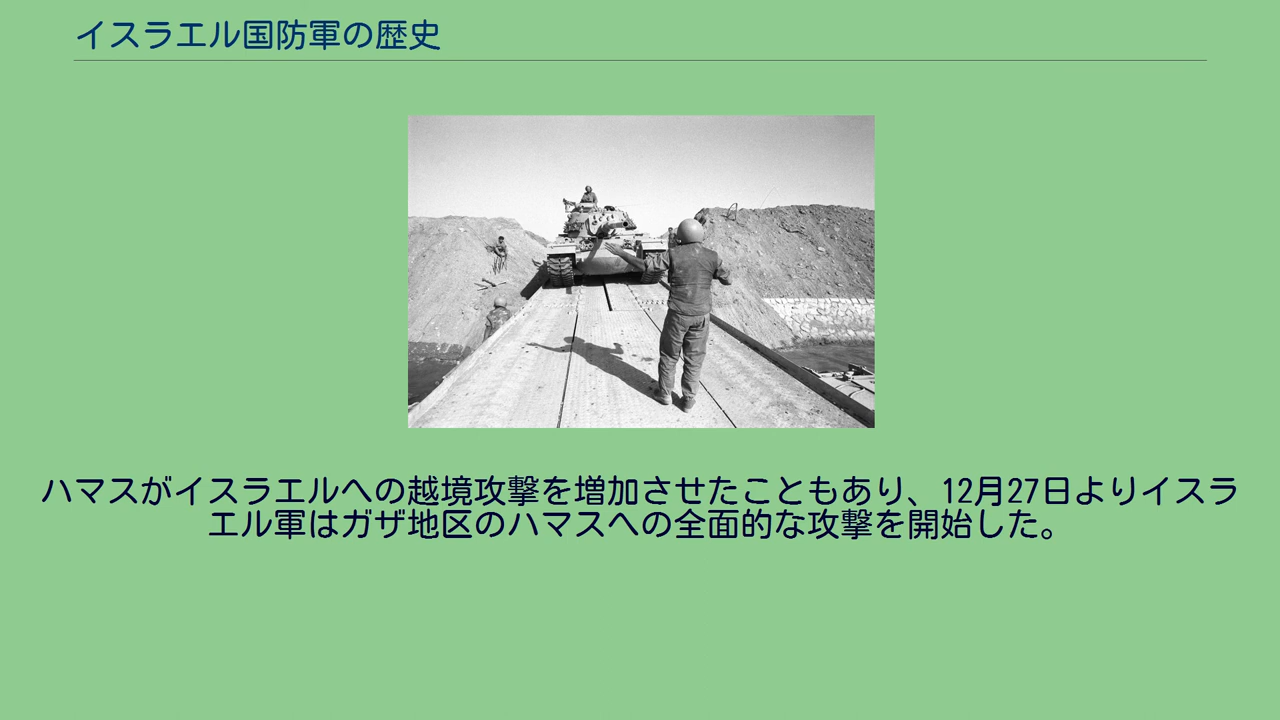 イスラエル国防軍の歴史
ハマスがイスラエルへの越境攻撃を増加させたこともあり、12月27日よりイスラ
エル軍はガザ地区のハマスへの全面的な攻撃を開始した。